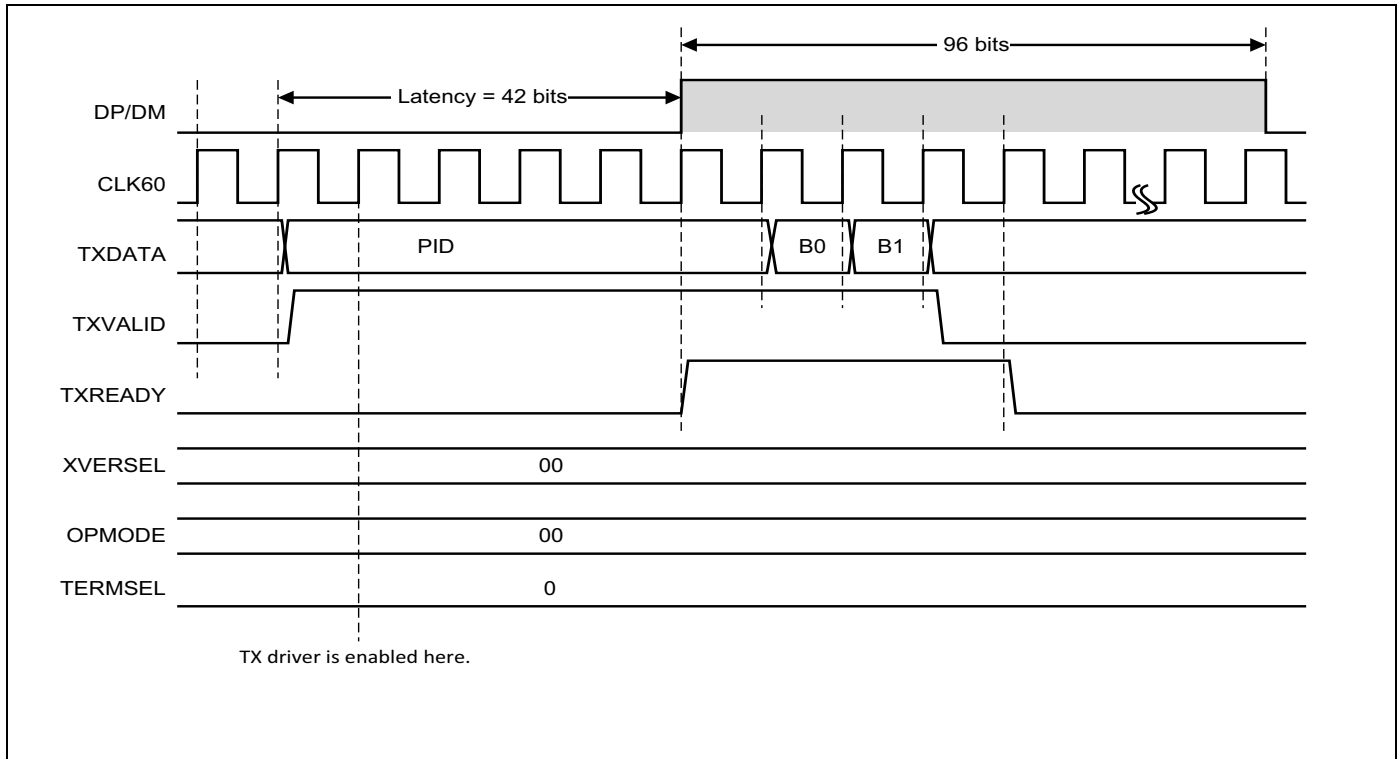 96 bits
Latency = 42 bits
DP/DM
CLK60
TXDATA
PID
B0
B1
TXVALID
TXREADY
XVERSEL
00
OPMODE
00
TERMSEL
0
TX driver is enabled here.